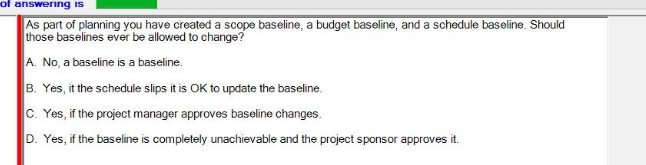 of answering is
As part of planning you have created a scope baseline, a budget baseline, and a schedule baseline. Should
those baselines ever be allowed to change?
A. No, a baseline is a baseline.
B. Yes, it the schedule slips it is OK to update the baseline.
C. Yes, if the project manager approves baseline changes.
D. Yes, if the baseline is completely unachievable and the project sponsor approves it.